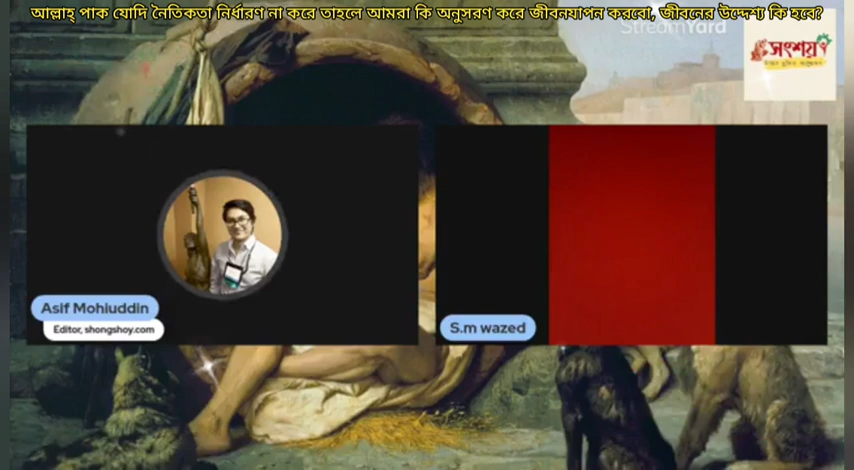 আল্লাহ্ পাক যোদি নৈতিকতা নির্ধারণ না করে তাহলে আমরা কি অনুসরণ করে জীবনযাপন করবো, জীবনের উদ্দেশ্য কি হবে?
StreamYard
সংশয়
Asif Mohiuddin
Editor, shongshoy.com
S.m wazed